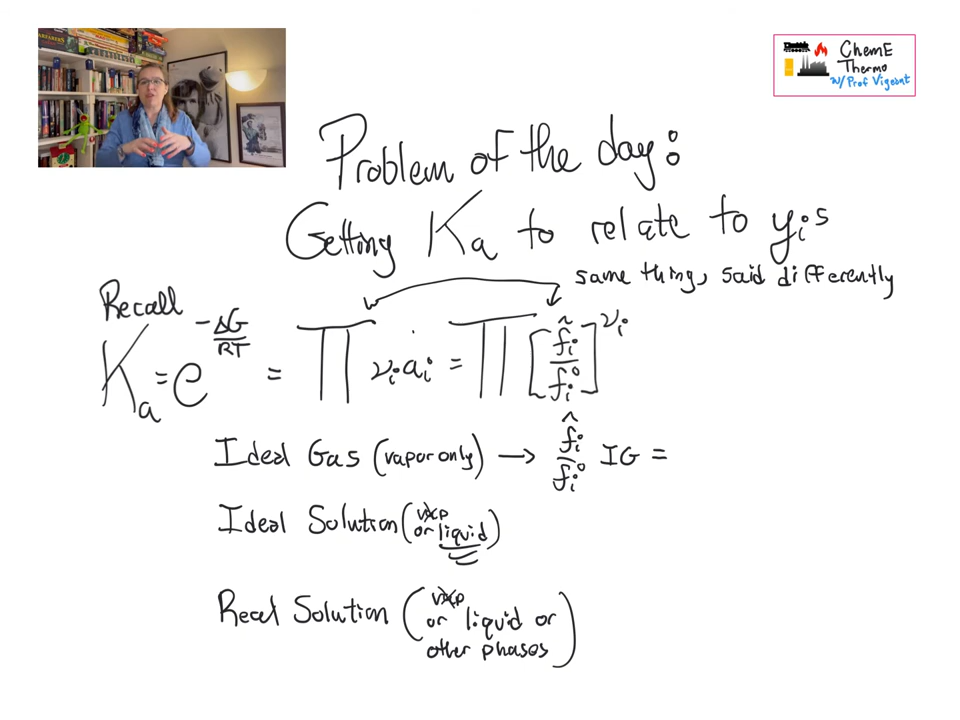 ChemE
Thermo
w/ Prof Vigeant
Problem of the day:
Getting Ka to relate to yis
same thing, said differently
Recall
Ka = e^(-ΔG/RT) = ∏ νi ai = ∏ [f̂i/fi°]^νi
Ideal Gas (vapor only) → f̂i/fi° IG =
Ideal Solution (vap or liquid)
Real Solution (vap or liquid or other phases)